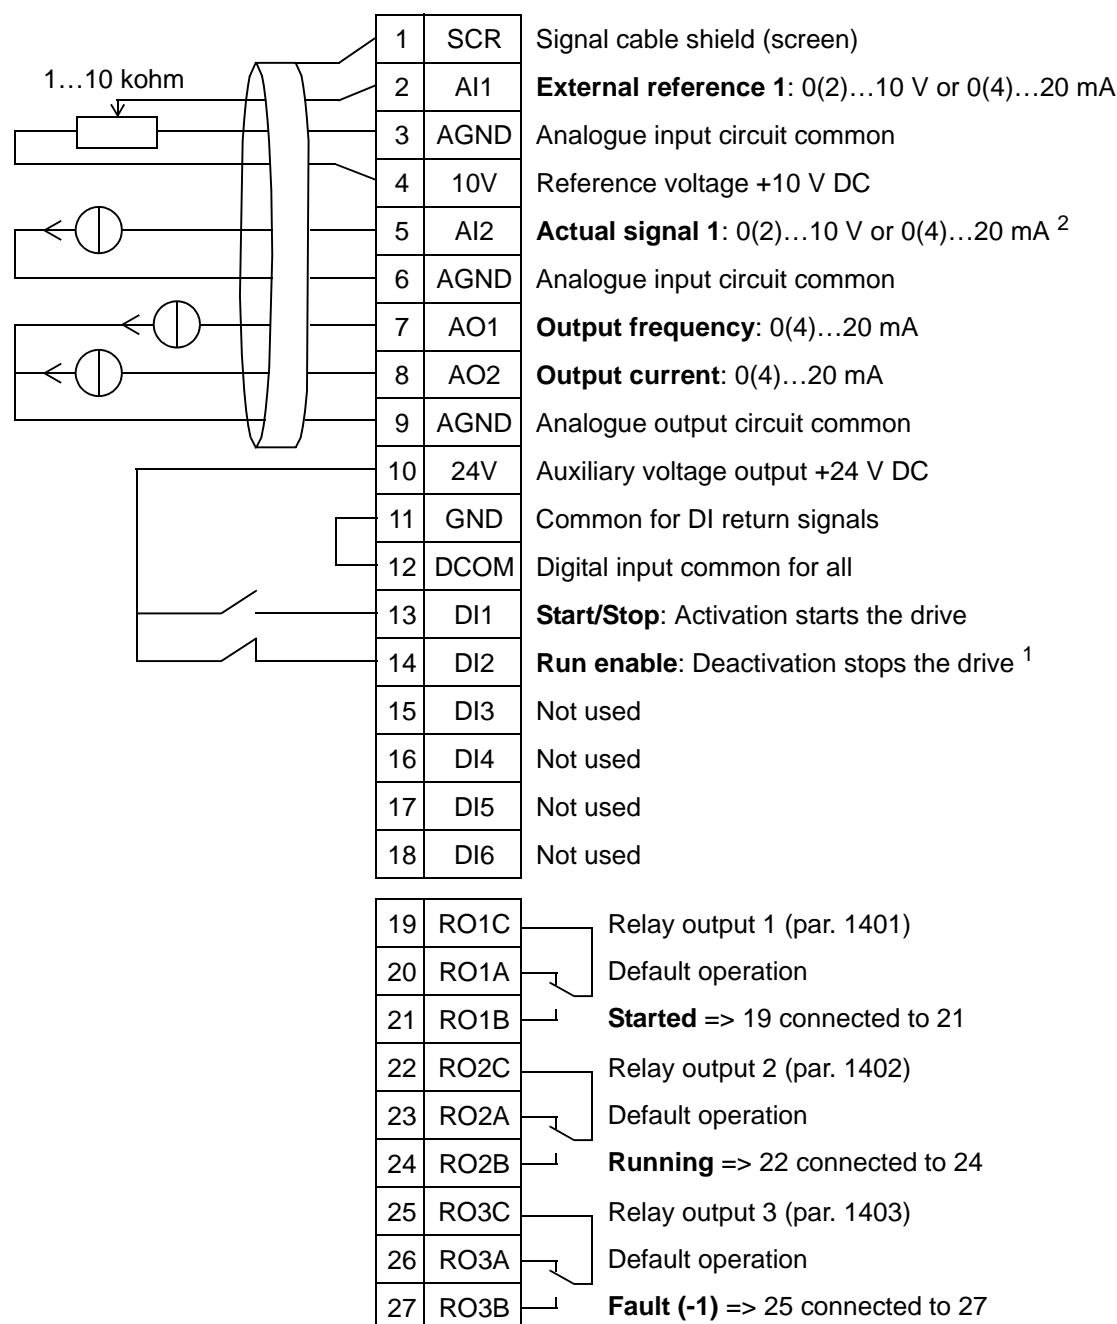 1 SCR Signal cable shield (screen)
1…10 kohm
2 AI1 External reference 1: 0(2)…10 V or 0(4)…20 mA
3 AGND Analogue input circuit common
4 10V Reference voltage +10 V DC
5 AI2 Actual signal 1: 0(2)…10 V or 0(4)…20 mA 2
6 AGND Analogue input circuit common
7 AO1 Output frequency: 0(4)…20 mA
8 AO2 Output current: 0(4)…20 mA
9 AGND Analogue output circuit common
10 24V Auxiliary voltage output +24 V DC
11 GND Common for DI return signals
12 DCOM Digital input common for all
13 DI1 Start/Stop: Activation starts the drive
14 DI2 Run enable: Deactivation stops the drive 1
15 DI3 Not used
16 DI4 Not used
17 DI5 Not used
18 DI6 Not used
19 RO1C Relay output 1 (par. 1401)
20 RO1A Default operation
21 RO1B Started => 19 connected to 21
22 RO2C Relay output 2 (par. 1402)
23 RO2A Default operation
24 RO2B Running => 22 connected to 24
25 RO3C Relay output 3 (par. 1403)
26 RO3A Default operation
27 RO3B Fault (-1) => 25 connected to 27